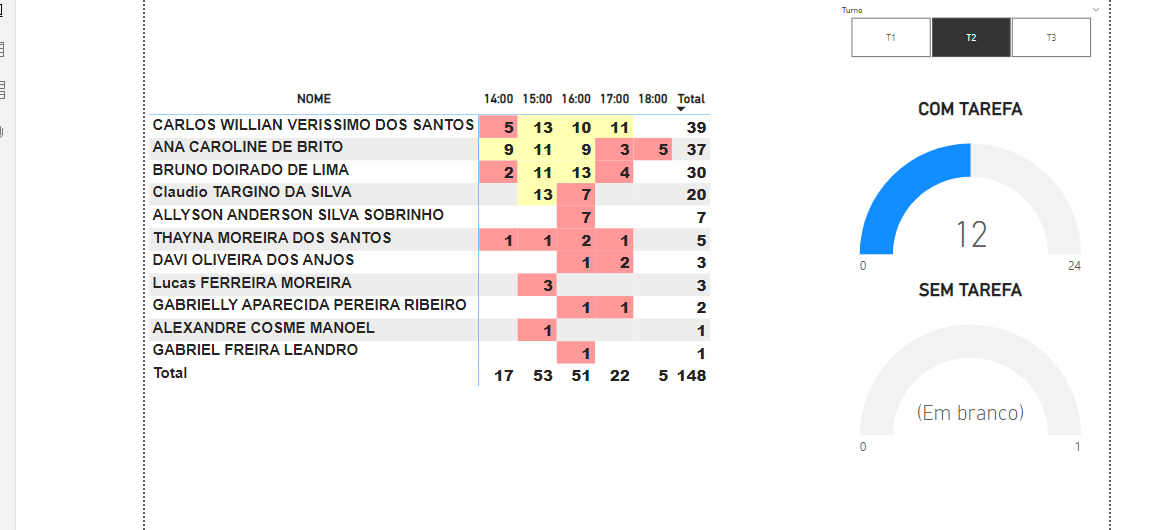 Turno
T1 T2 T3
NOME 14:00 15:00 16:00 17:00 18:00 Total
CARLOS WILLIAN VERISSIMO DOS SANTOS 5 13 10 11 39
ANA CAROLINE DE BRITO 9 11 9 3 5 37
BRUNO DOIRADO DE LIMA 2 11 13 4 30
Claudio TARGINO DA SILVA 13 7 20
ALLYSON ANDERSON SILVA SOBRINHO 7 7
THAYNA MOREIRA DOS SANTOS 1 1 2 1 5
DAVI OLIVEIRA DOS ANJOS 1 2 3
Lucas FERREIRA MOREIRA 3 3
GABRIELLY APARECIDA PEREIRA RIBEIRO 1 1 2
ALEXANDRE COSME MANOEL 1 1
GABRIEL FREIRA LEANDRO 1 1
Total 17 53 51 22 5 148
COM TAREFA
12
0 24
SEM TAREFA
(Em branco)
0 1